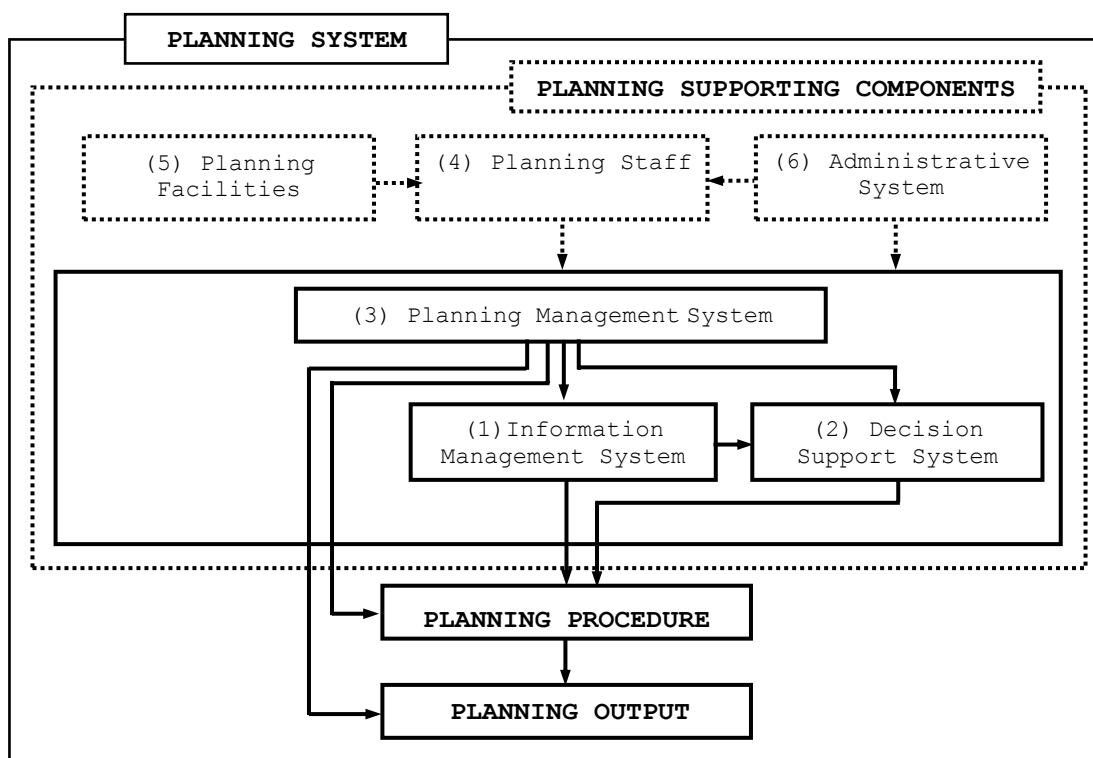 PLANNING SYSTEM
PLANNING SUPPORTING COMPONENTS
(5) Planning
Facilities
(4) Planning Staff
(6) Administrative
System
(3) Planning Management System
(1)Information
Management System
(2) Decision
Support System
PLANNING PROCEDURE
PLANNING OUTPUT